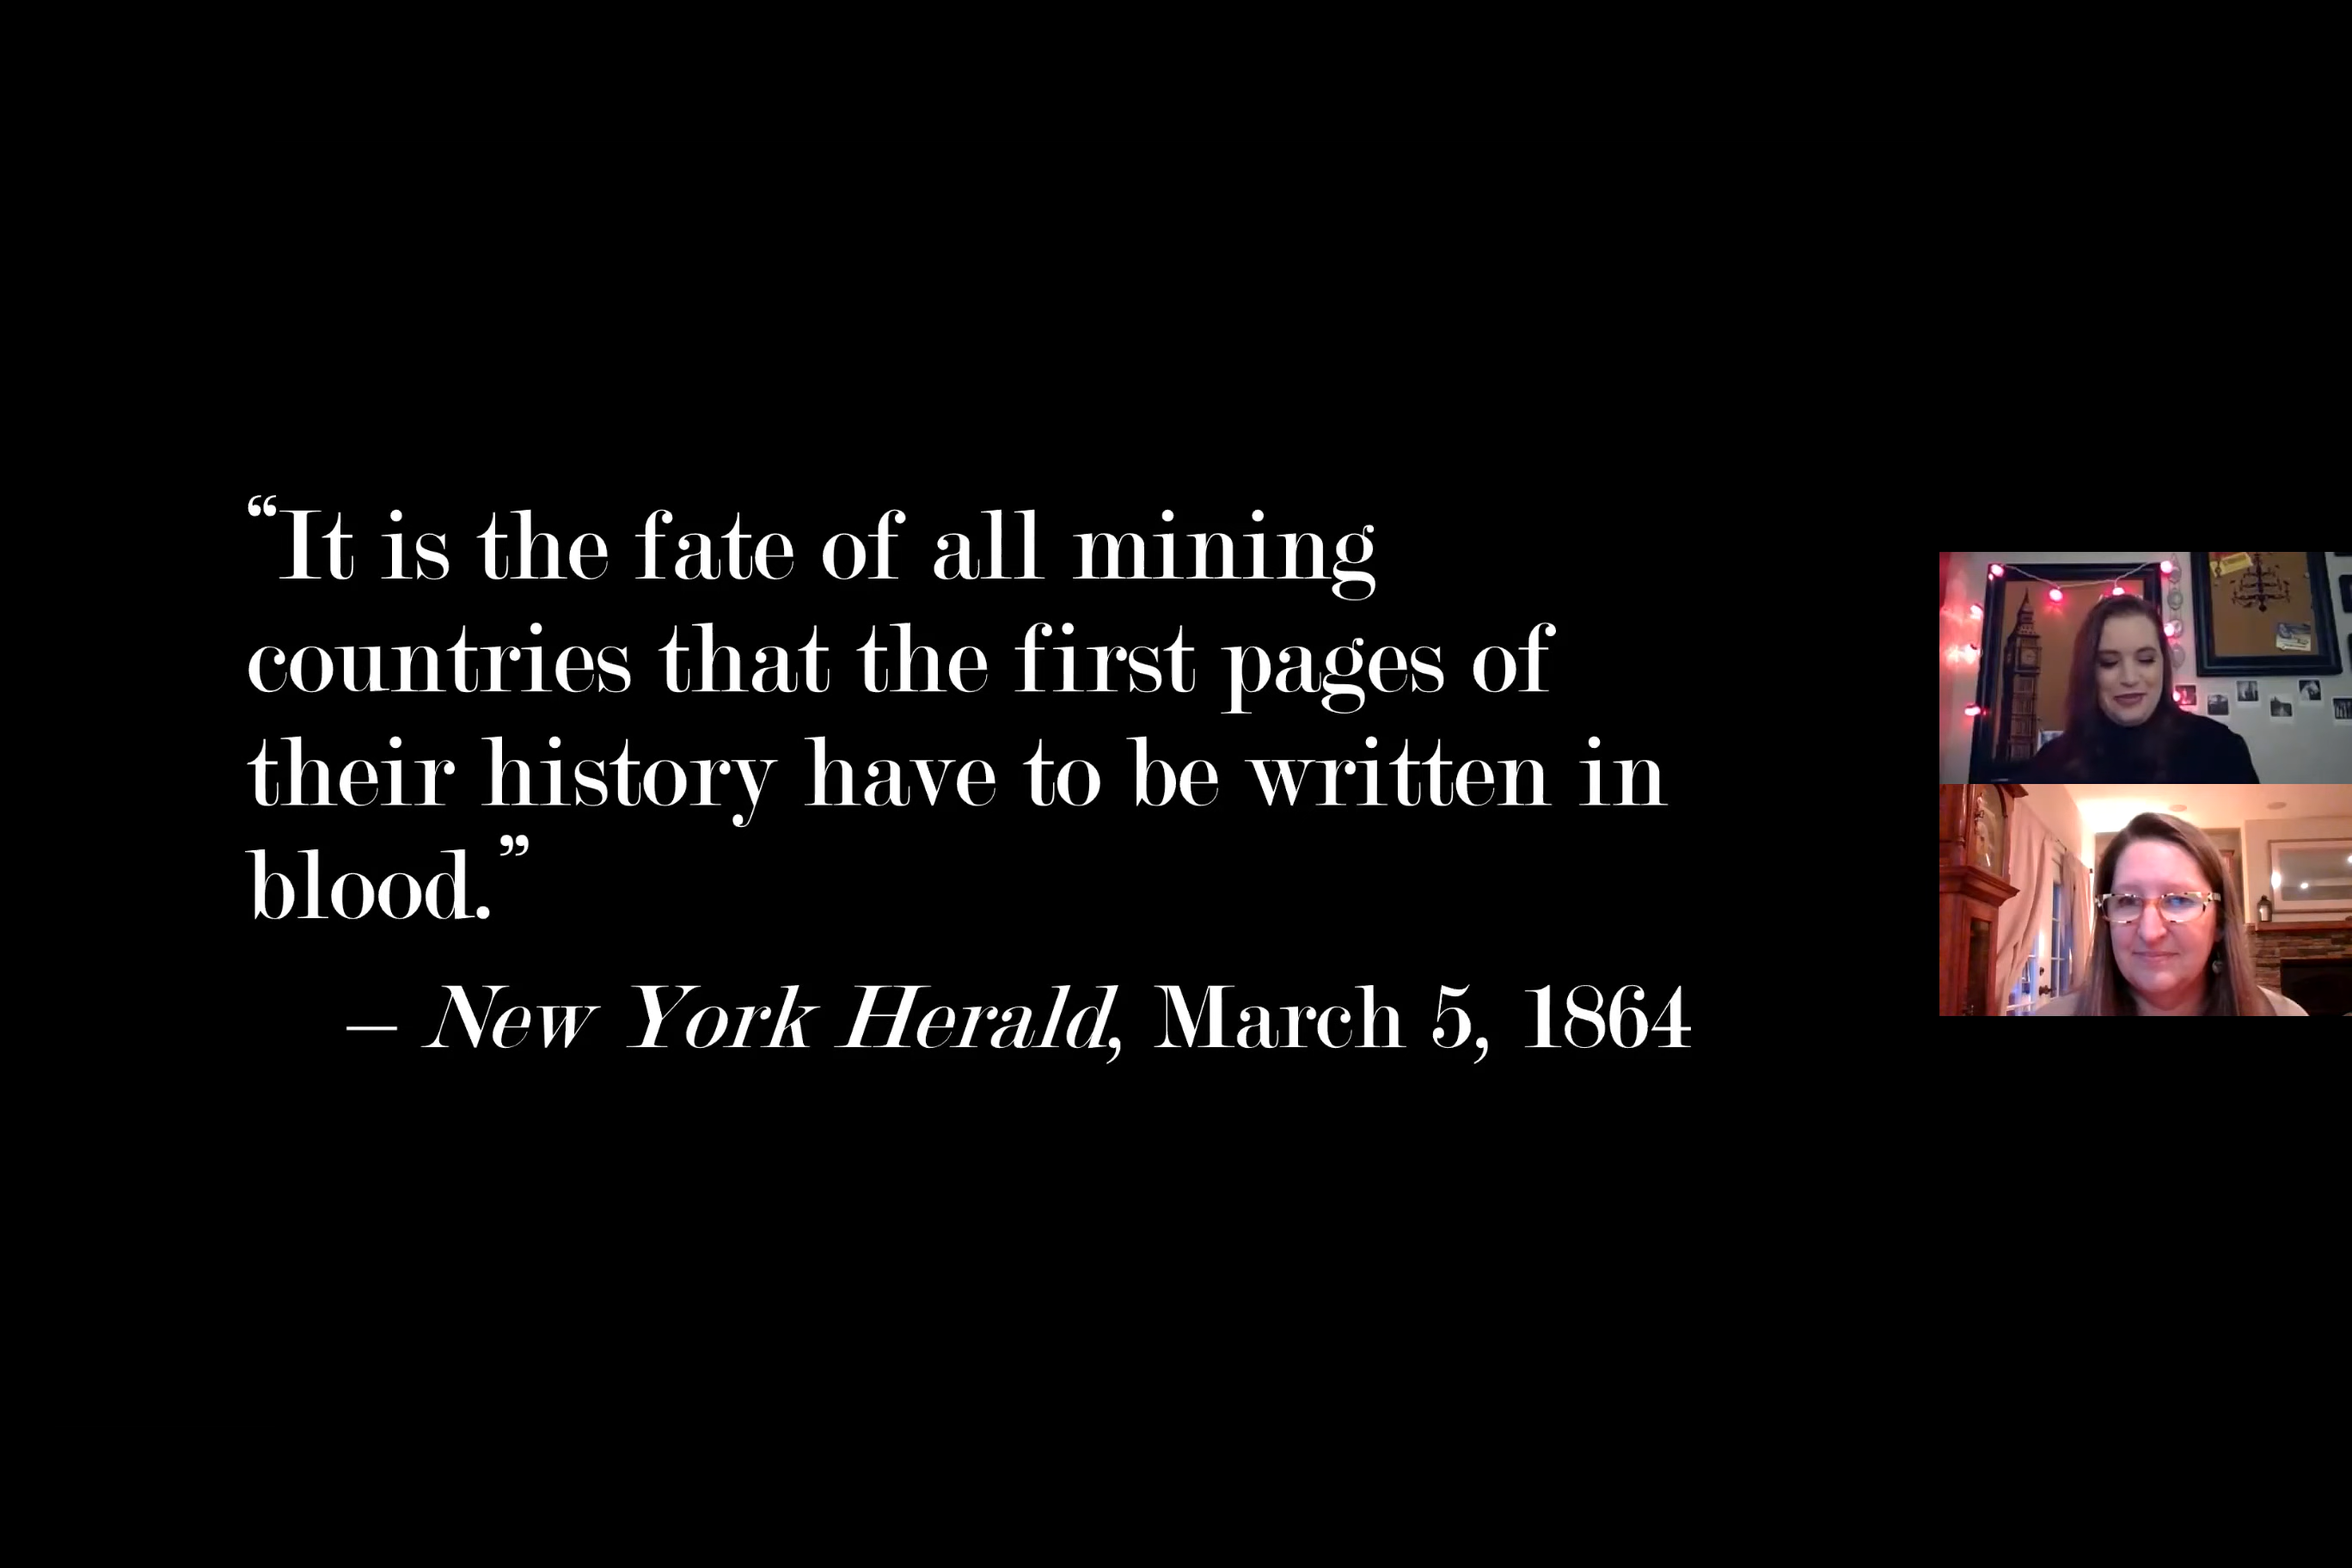 “It is the fate of all mining
countries that the first pages of
their history have to be written in
blood.”
– New York Herald, March 5, 1864